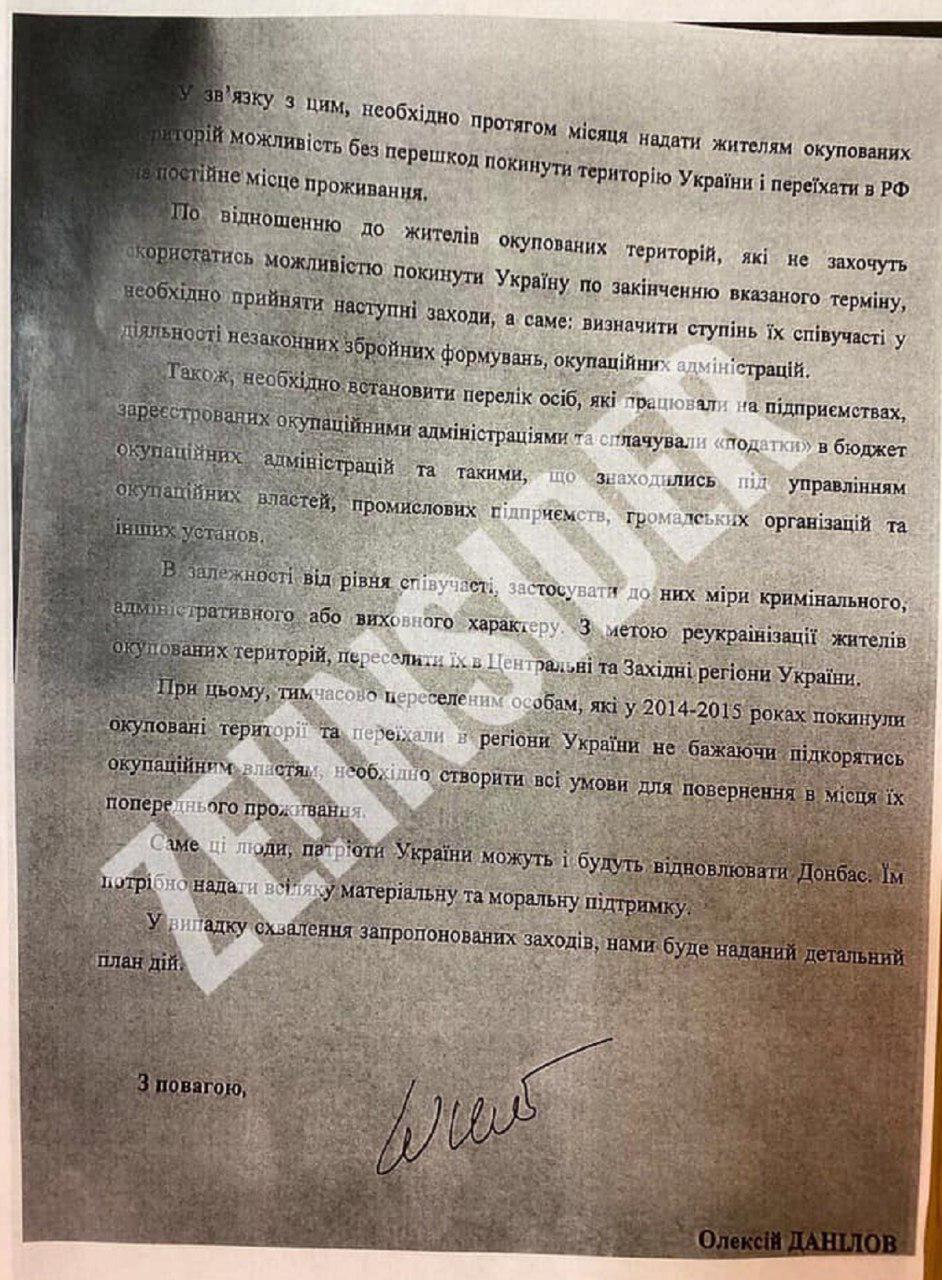 У зв’язку з цим, необхідно протягом місяця надати жителям окупованих
територій можливість без перешкод покинути територію України і переїхати в РФ
на постійне місце проживання.
По відношенню до жителів окупованих територій, які не захочуть
скористатись можливістю покинути Україну по закінченню вказаного терміну,
необхідно прийняти наступні заходи, а саме: визначити ступінь їх співучасті у
діяльності незаконних збройних формувань, окупаційних адміністрацій.
Також, необхідно встановити перелік осіб, які працювали на підприємствах,
зареєстрованих окупаційними адміністраціями та сплачували «податки» в бюджет
окупаційних адміністрацій та такими, що знаходились під управлінням
окупаційних властей, промислових підприємств, громадських організацій та
інших установ.
В залежності від рівня співучасті, застосувати до них міри кримінального,
адміністративного або виховного характеру. З метою реукраінізації жителів
окупованих територій, переселити їх в Центральні та Західні регіони України.
При цьому, тимчасово переселеним особам, які у 2014-2015 роках покинули
окуповані території та переїхали в регіони України не бажаючи підкорятись
окупаційним властям, необхідно створити всі умови для повернення в місця їх
попереднього проживання.
Саме ці люди, патріоти України можуть і будуть відновлювати Донбас. Їм
потрібно надати всіляку матеріальну та моральну підтримку.
У випадку схвалення запропонованих заходів, нами буде наданий детальний
план дій.
З повагою,
Олексій ДАНІЛОВ